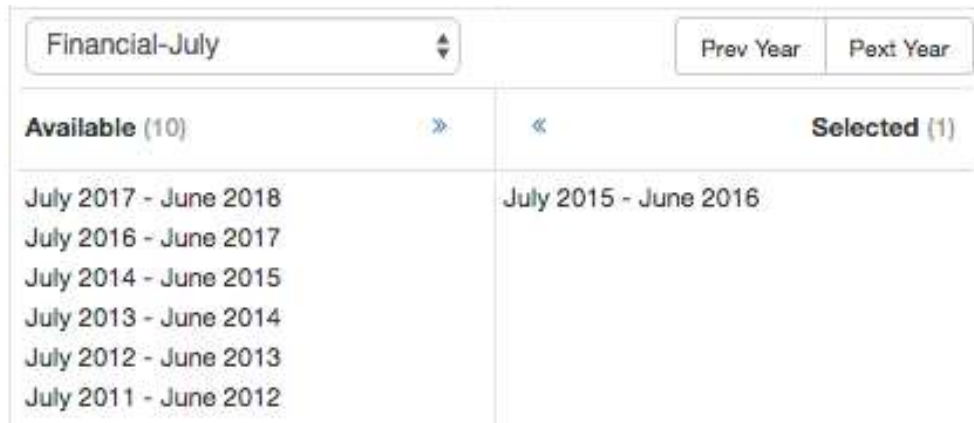 Financial-July Prev Year Pext Year
Available (10) » « Selected (1)
July 2017 - June 2018 July 2015 - June 2016
July 2016 - June 2017
July 2014 - June 2015
July 2013 - June 2014
July 2012 - June 2013
July 2011 - June 2012